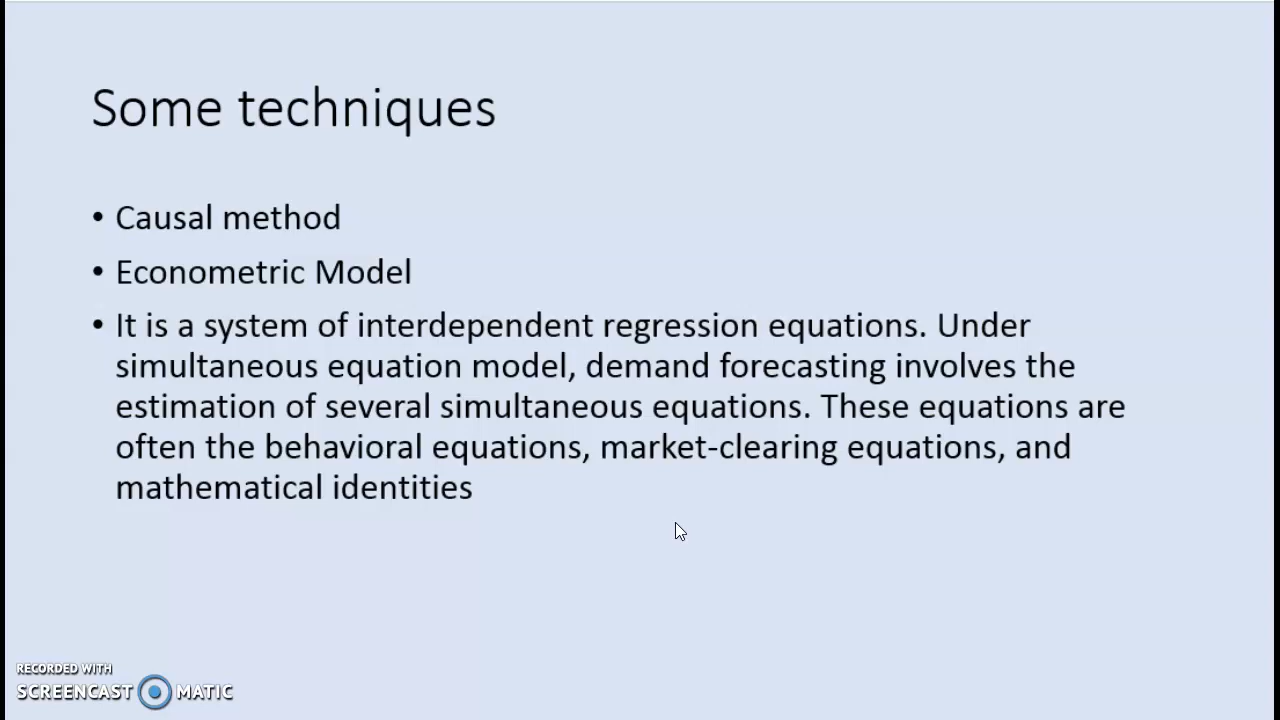 Some techniques
• Causal method
• Econometric Model
• It is a system of interdependent regression equations. Under
simultaneous equation model, demand forecasting involves the
estimation of several simultaneous equations. These equations are
often the behavioral equations, market-clearing equations, and
mathematical identities
RECORDED WITH
SCREENCAST MATIC